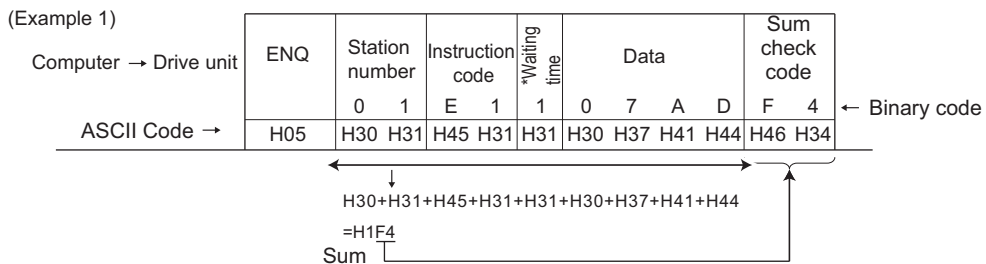 (Example 1)
Computer → Drive unit
ENQ
Station number
Instruction code
*Waiting time
Data
Sum check code
0 1 E 1 1 0 7 A D F 4
← Binary code
ASCII Code →
H05 H30 H31 H45 H31 H31 H30 H37 H41 H44 H46 H34
H30+H31+H45+H31+H31+H30+H37+H41+H44
=H1F4
Sum